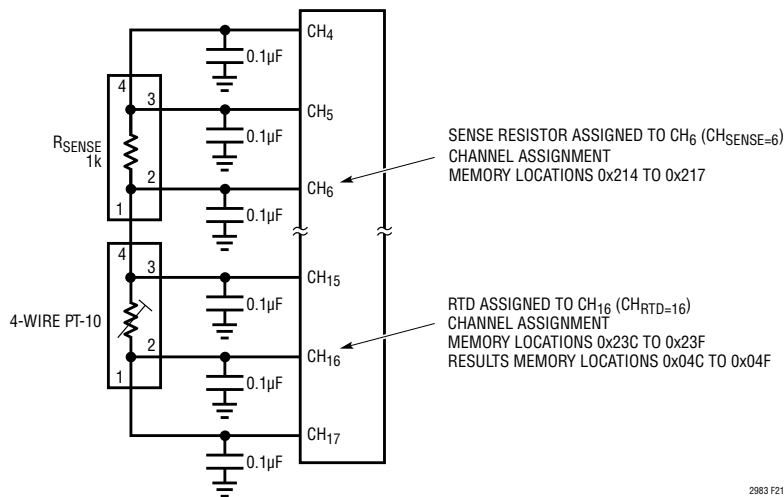 CH4
0.1µF
4
3
CH5
0.1µF
RSENSE
1k
2
CH6
1
0.1µF
SENSE RESISTOR ASSIGNED TO CH6 (CHSENSE=6)
CHANNEL ASSIGNMENT
MEMORY LOCATIONS 0x214 TO 0x217
4
3
CH15
0.1µF
4-WIRE PT-10
2
CH16
1
0.1µF
RTD ASSIGNED TO CH16 (CHRTD=16)
CHANNEL ASSIGNMENT
MEMORY LOCATIONS 0x23C TO 0x23F
RESULTS MEMORY LOCATIONS 0x04C TO 0x04F
CH17
0.1µF
2983 F21